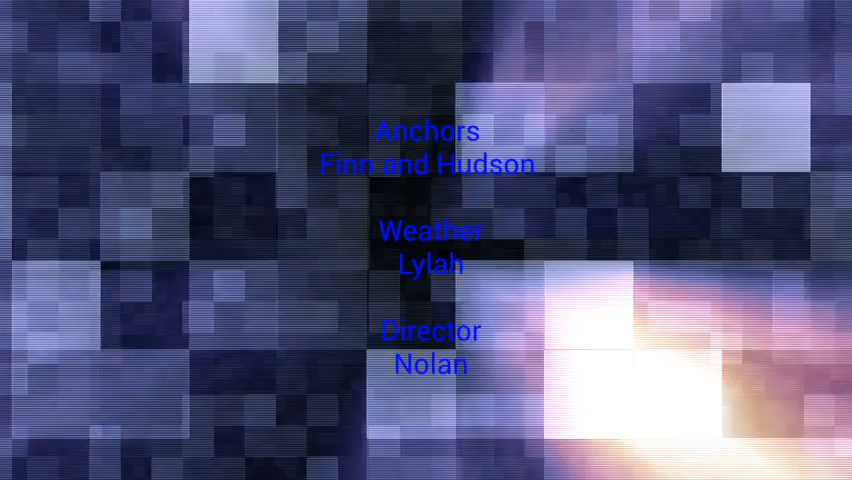 Anchors
Finn and Hudson
Weather
Lylah
Director
Nolan